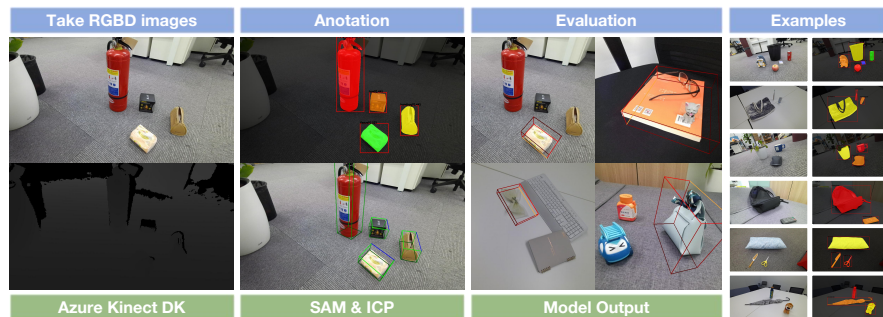 Take RGBD images
Anotation
Evaluation
Examples
Azure Kinect DK
SAM & ICP
Model Output